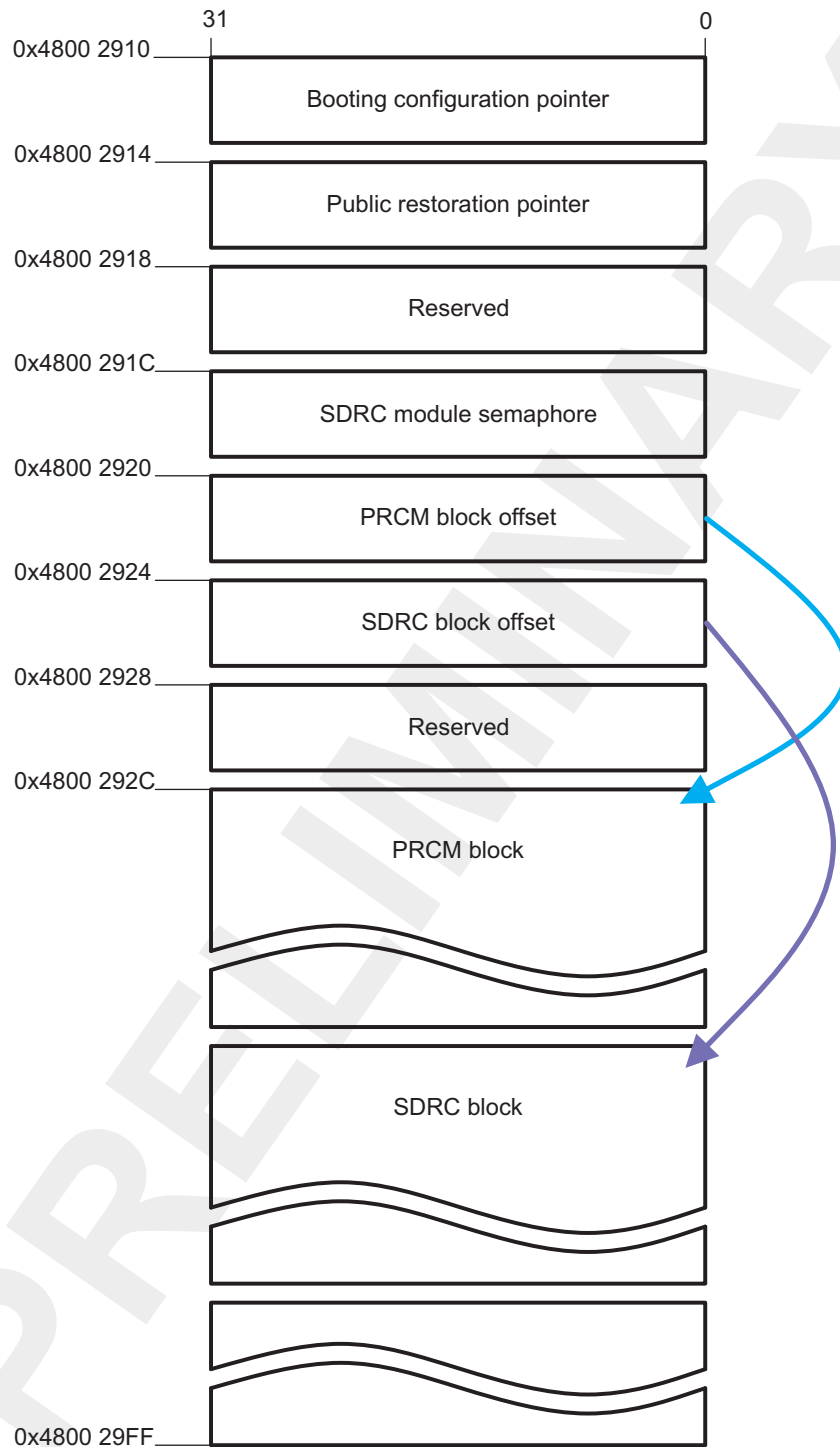 31 0
0x4800 2910
Booting configuration pointer
0x4800 2914
Public restoration pointer
0x4800 2918
Reserved
0x4800 291C
SDRC module semaphore
0x4800 2920
PRCM block offset
0x4800 2924
SDRC block offset
0x4800 2928
Reserved
0x4800 292C
PRCM block
SDRC block
0x4800 29FF
PRELIMINARY